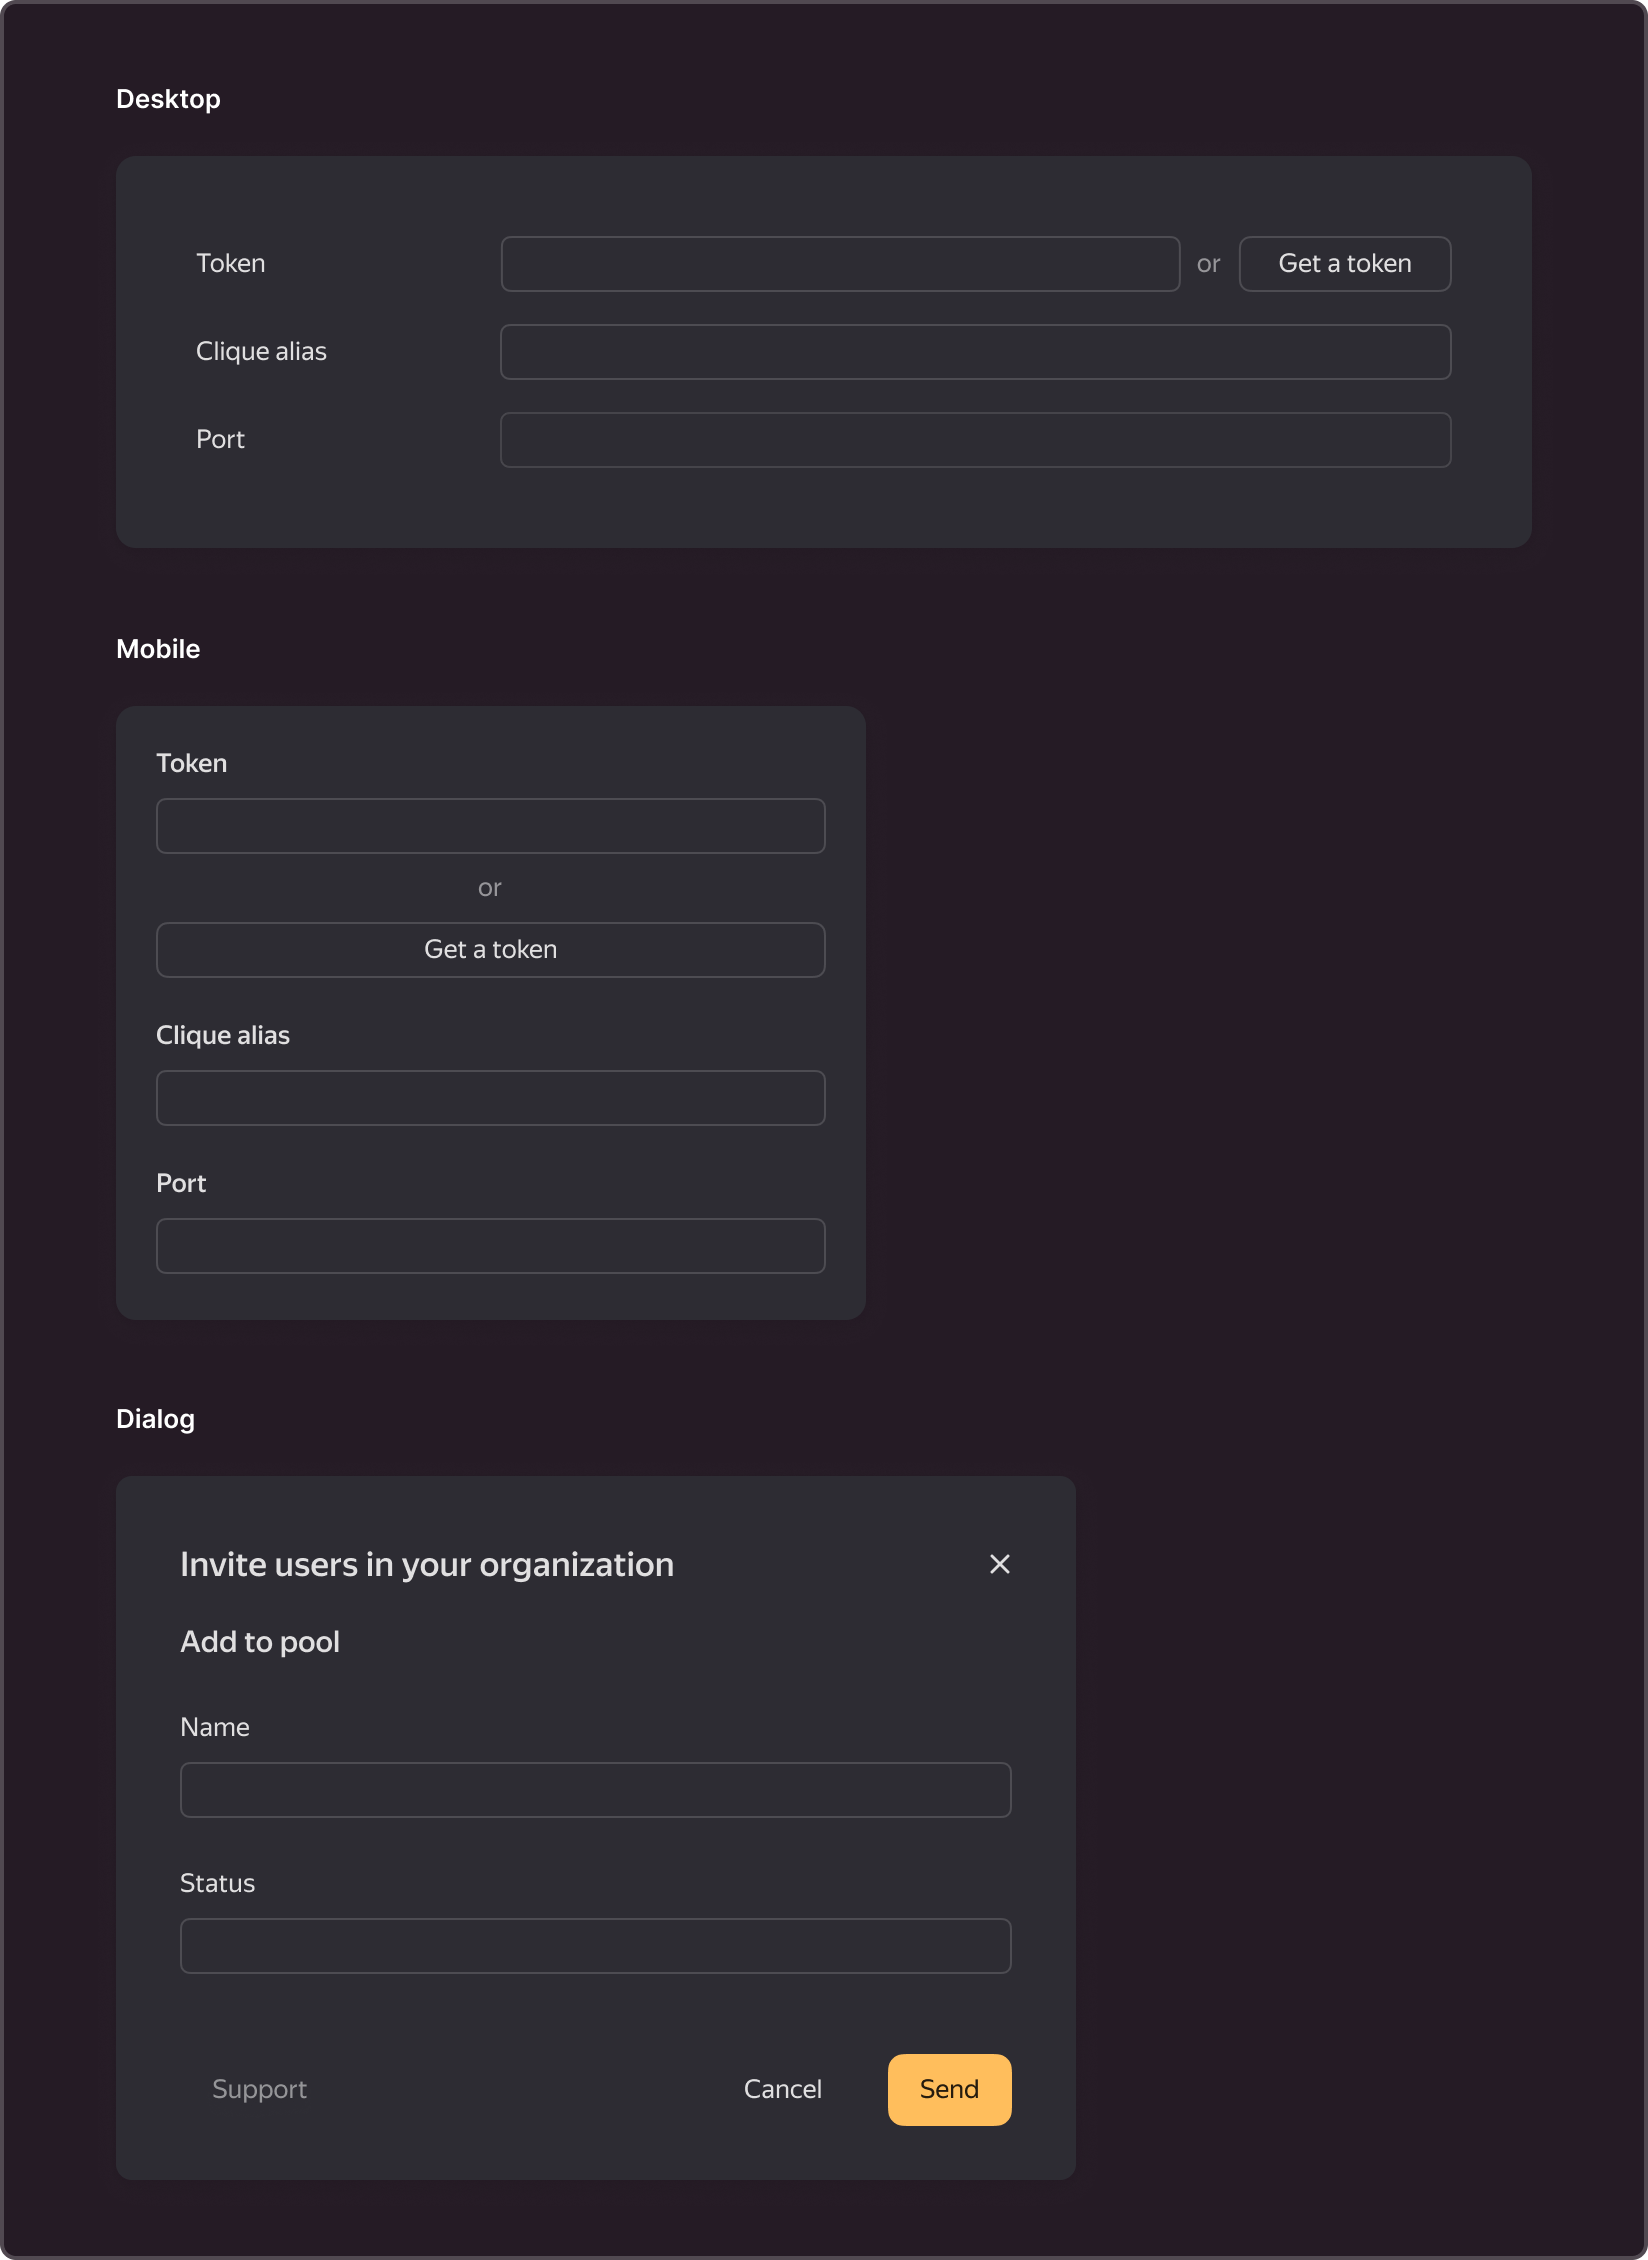 Desktop
Token or Get a token
Clique alias
Port
Mobile
Token
or
Get a token
Clique alias
Port
Dialog
Invite users in your organization
Add to pool
Name
Status
Support Cancel Send